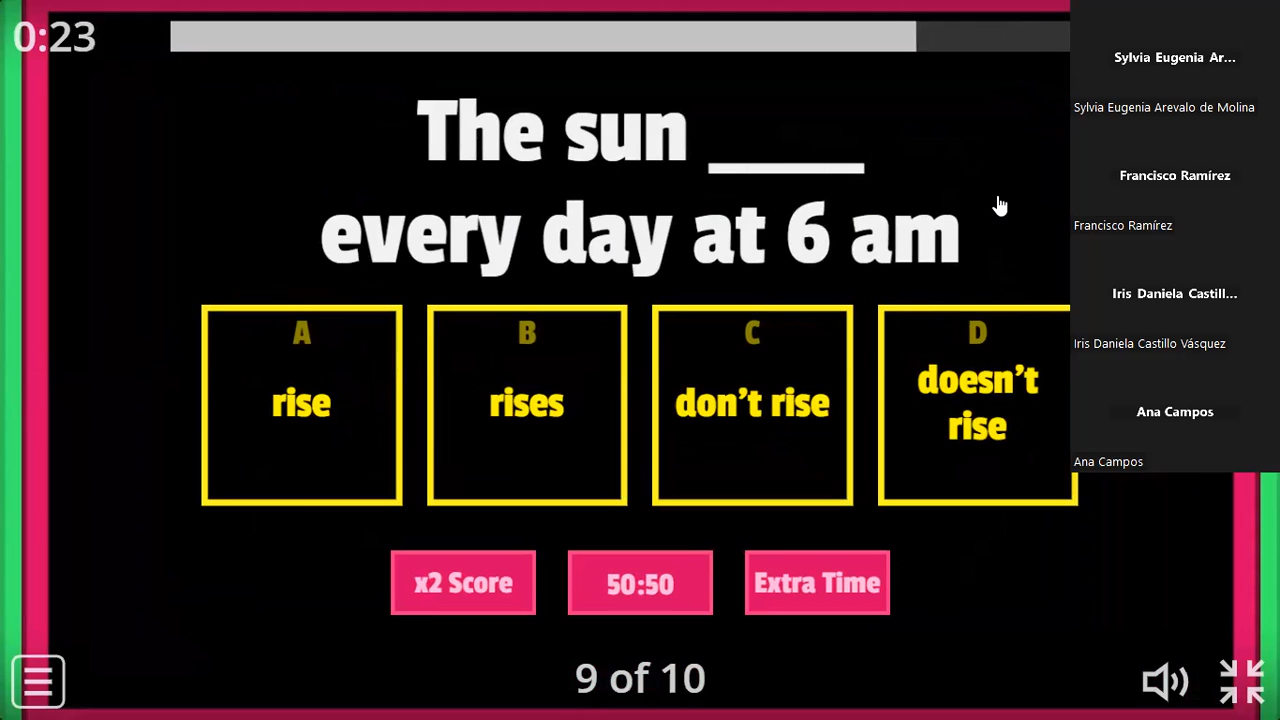 0:23
The sun ____
every day at 6 am
A
rise
B
rises
C
don't rise
D
doesn't
rise
x2 Score
50:50
Extra Time
9 of 10
Sylvia Eugenia Ar...
Sylvia Eugenia Arevalo de Molina
Francisco Ramírez
Francisco Ramírez
Iris Daniela Castill...
Iris Daniela Castillo Vásquez
Ana Campos
Ana Campos